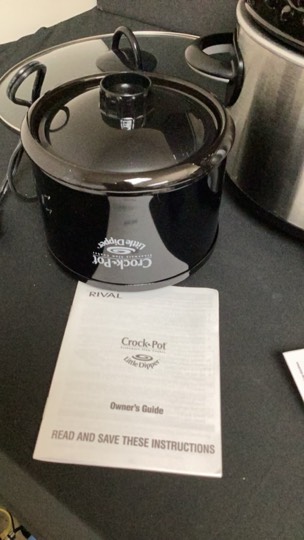 Crock·Pot
Little Dipper
RIVAL
Crock·Pot
Little Dipper
Owner's Guide
READ AND SAVE THESE INSTRUCTIONS